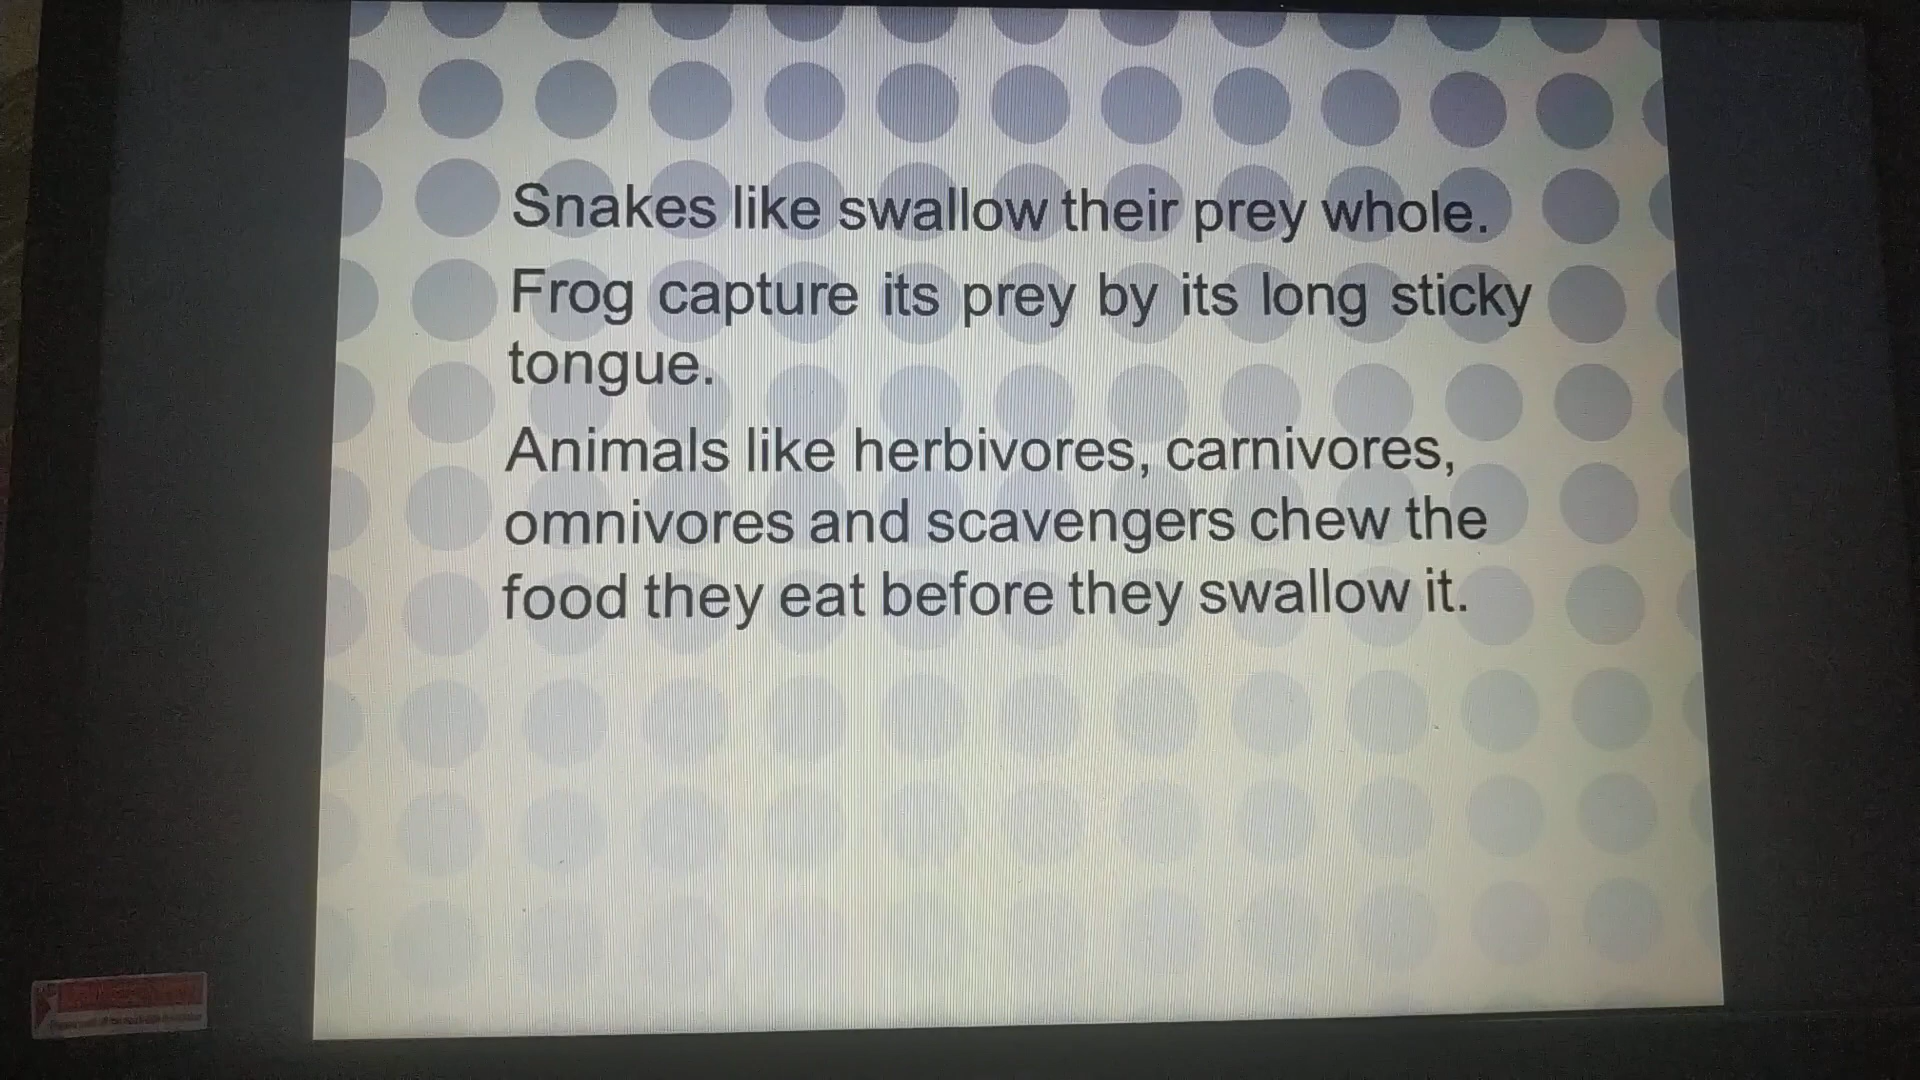 Snakes like swallow their prey whole.
Frog capture its prey by its long sticky
tongue.
Animals like herbivores, carnivores,
omnivores and scavengers chew the
food they eat before they swallow it.